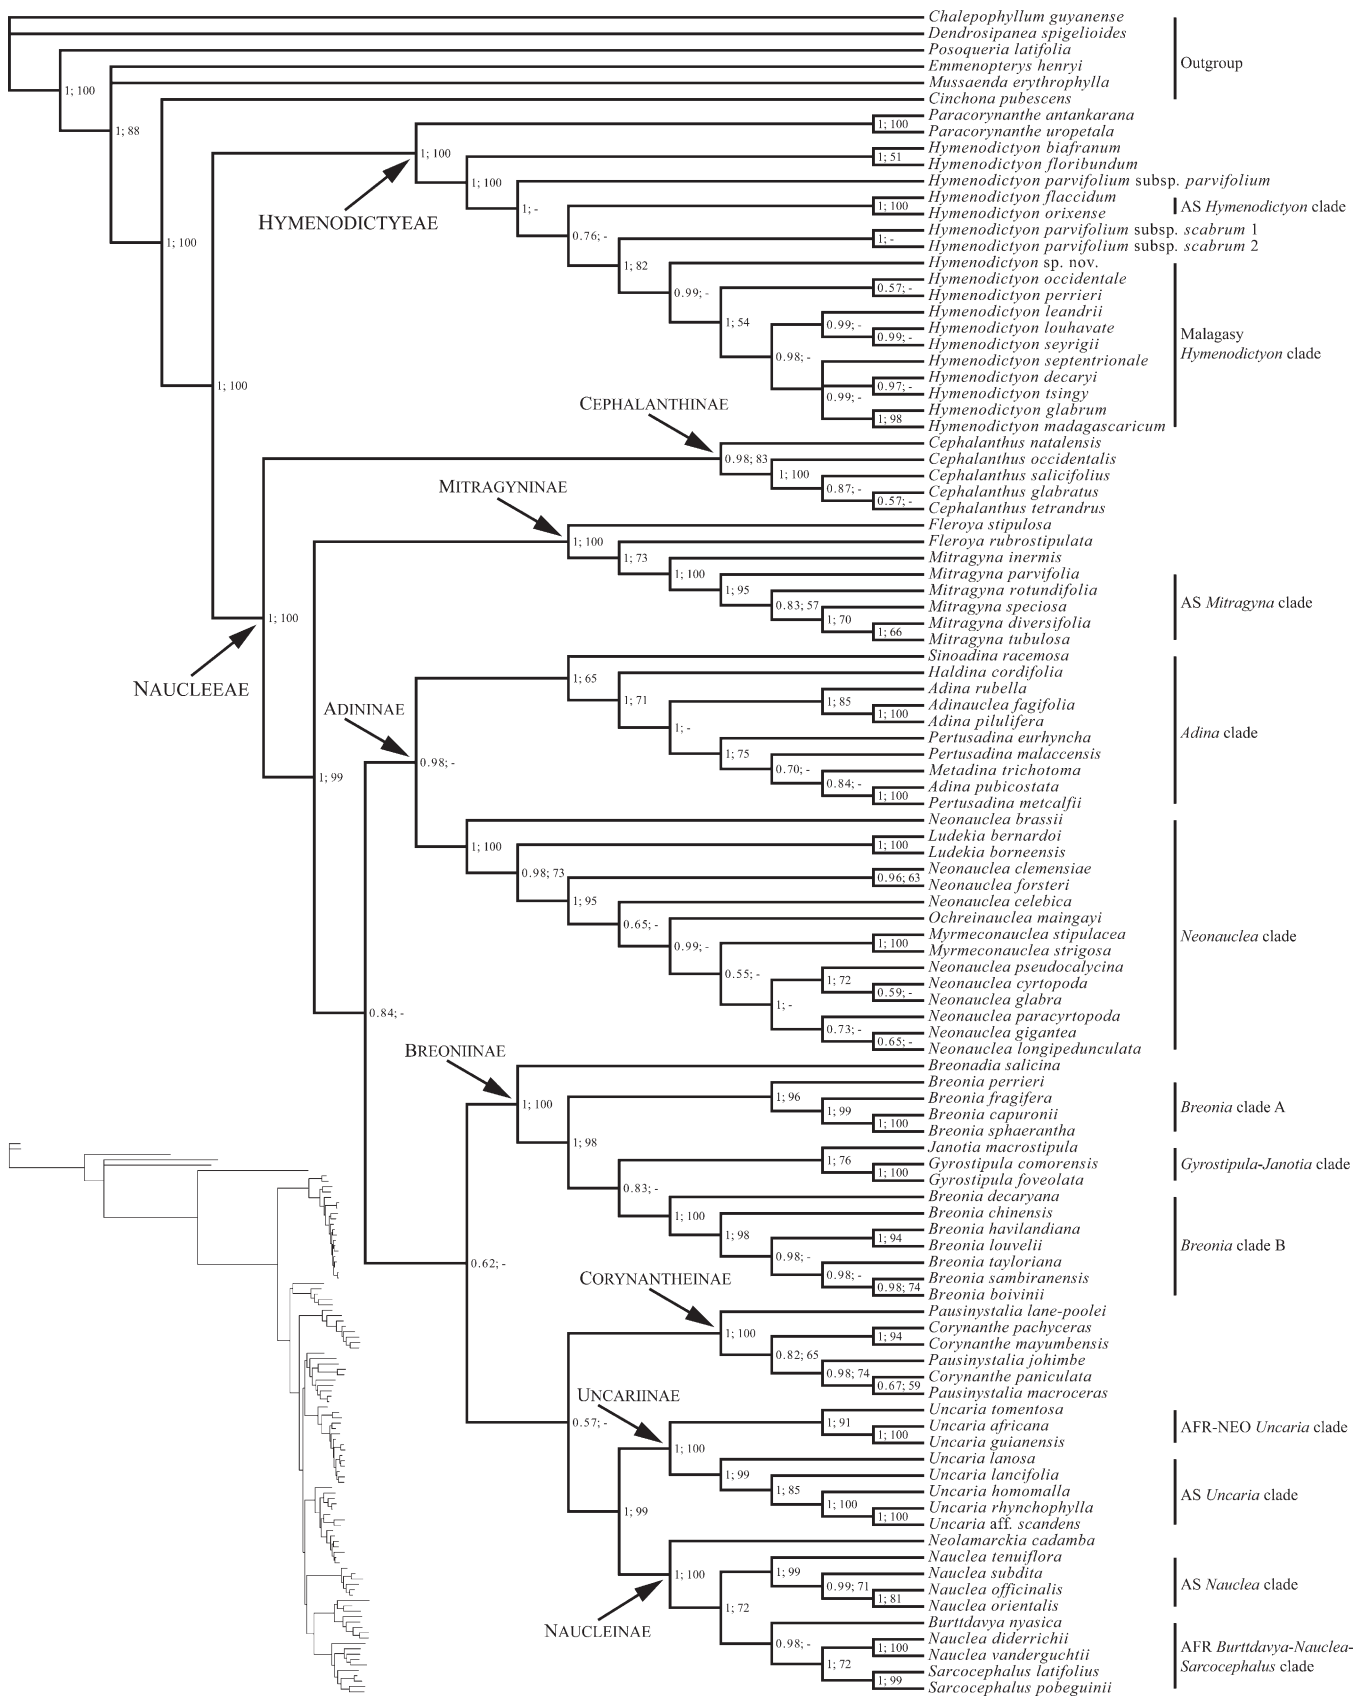 Chalepophyllum guyanense
Dendrosipanea spigelioides
Posoqueria latifolia
Emmenopterys henryi
Mussaenda erythrophylla
Cinchona pubescens
Outgroup
1; 100
1; 88
1; 100
1; 100
Paracorynanthe antankarana
Paracorynanthe uropetala
1; 100
Hymenodictyon biafranum
Hymenodictyon floribundum
1; 51
Hymenodictyon parvifolium subsp. parvifolium
Hymenodictyon flaccidum
Hymenodictyon orixense
1; 100
AS Hymenodictyon clade
Hymenodictyon parvifolium subsp. scabrum 1
Hymenodictyon parvifolium subsp. scabrum 2
1; -
Hymenodictyon sp. nov.
Hymenodictyon occidentale
Hymenodictyon perrieri
0.57; -
Hymenodictyon leandrii
Hymenodictyon louhavate
Hymenodictyon seyrigii
0.99; -
0.99; -
Hymenodictyon septentrionale
Hymenodictyon decaryi
Hymenodictyon tsingy
0.97; -
0.99; -
Hymenodictyon glabrum
Hymenodictyon madagascaricum
1; 98
Malagasy
Hymenodictyon clade
HYMENODICTYEAE
1; 100
1; 100
1; -
0.76; -
1; 82
0.99; -
1; 54
0.98; -
CEPHALANTHINAE
Cephalanthus natalensis
Cephalanthus occidentalis
Cephalanthus salicifolius
Cephalanthus glabratus
Cephalanthus tetrandrus
0.98; 83
1; 100
0.87; -
0.57; -
MITRAGYNINAE
Fleroya stipulosa
Fleroya rubrostipulata
Mitragyna inermis
Mitragyna parvifolia
Mitragyna rotundifolia
Mitragyna speciosa
Mitragyna diversifolia
Mitragyna tubulosa
1; 100
1; 73
1; 100
1; 95
0.83; 57
1; 70
1; 66
AS Mitragyna clade
NAUCLEEAE
1; 100
1; 99
0.84; -
ADININAE
0.98; -
Sinoadina racemosa
Haldina cordifolia
Adina rubella
Adinauclea fagifolia
Adina pilulifera
Pertusadina eurhyncha
Pertusadina malaccensis
Metadina trichotoma
Adina pubicostata
Pertusadina metcalfii
1; 65
1; 71
1; 85
1; 100
1; -
1; 75
0.70; -
0.84; -
1; 100
Adina clade
Neonauclea brassii
Ludekia bernardoi
Ludekia borneensis
Neonauclea clemensiae
Neonauclea forsteri
Neonauclea celebica
Ochreinauclea maingayi
Myrmeconauclea stipulacea
Myrmeconauclea strigosa
Neonauclea pseudocalycina
Neonauclea cyrtopoda
Neonauclea glabra
Neonauclea paracyrtopoda
Neonauclea gigantea
Neonauclea longipedunculata
1; 100
1; 100
0.98; 73
0.96; 63
1; 95
0.65; -
0.99; -
1; 100
0.55; -
1; 72
0.59; -
1; -
0.73; -
0.65; -
Neonauclea clade
BREONIINAE
Breonadia salicina
Breonia perrieri
Breonia fragifera
Breonia capuronii
Breonia sphaerantha
1; 100
1; 96
1; 99
1; 100
1; 98
Breonia clade A
Janotia macrostipula
Gyrostipula comorensis
Gyrostipula foveolata
1; 76
1; 100
0.83; -
Gyrostipula-Janotia clade
Breonia decaryana
Breonia chinensis
Breonia havilandiana
Breonia louvelii
Breonia tayloriana
Breonia sambiranensis
Breonia boivinii
1; 100
1; 98
1; 94
0.98; -
0.98; -
0.98; 74
Breonia clade B
0.62; -
CORYNANTHEINAE
Pausinystalia lane-poolei
Corynanthe pachyceras
Corynanthe mayumbensis
Pausinystalia johimbe
Corynanthe paniculata
Pausinystalia macroceras
1; 100
1; 94
0.82; 65
0.98; 74
0.67; 59
0.57; -
UNCARIINAE
Uncaria tomentosa
Uncaria africana
Uncaria guianensis
1; 91
1; 100
1; 100
AFR-NEO Uncaria clade
Uncaria lanosa
Uncaria lancifolia
Uncaria homomalla
Uncaria rhynchophylla
Uncaria aff. scandens
1; 99
1; 85
1; 100
1; 100
AS Uncaria clade
1; 99
NAUCLEINAE
Neolamarckia cadamba
Nauclea tenuiflora
Nauclea subdita
Nauclea officinalis
Nauclea orientalis
1; 100
1; 99
0.99; 71
1; 81
1; 72
AS Nauclea clade
Burttdavya nyasica
Nauclea diderrichii
Nauclea vanderguchtii
Sarcocephalus latifolius
Sarcocephalus pobeguinii
0.98; -
1; 100
1; 72
1; 99
AFR Burttdavya-Nauclea-
Sarcocephalus clade